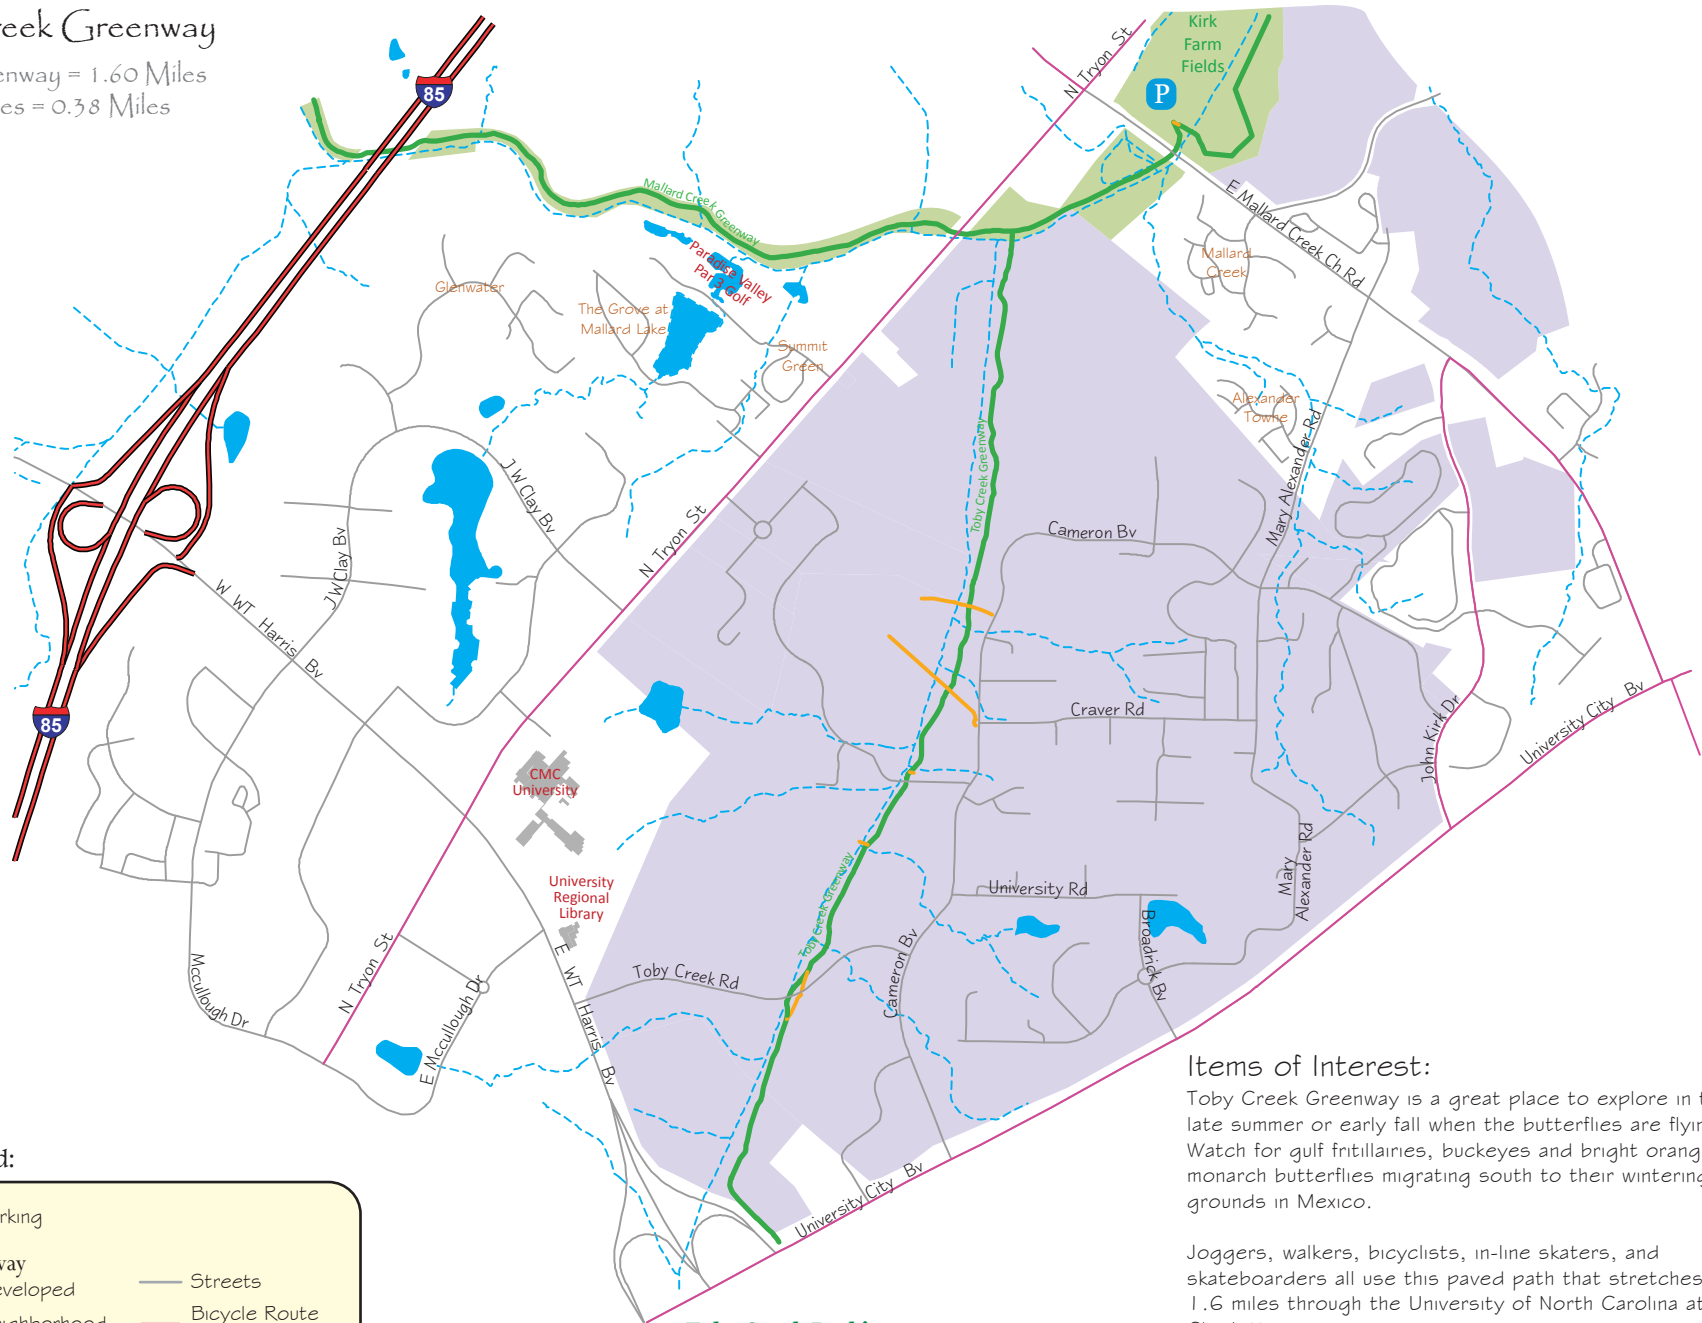 reek Greenway
enway = 1.60 Miles
es = 0.38 Miles
85
N Tryon St
Kirk
Farm
Fields
P
E Mallard Creek Ch Rd
Mallard
Creek
Mallard Creek Greenway
Paradise Valley
Par 3 Golf
Glenwater
The Grove at
Mallard Lake
Summit
Green
Alexander
Towne
Mary Alexander Rd
J W Clay Bv
J W Clay Bv
Toby Creek Greenway
N Tryon St
Cameron Bv
W WT Harris Bv
85
Craver Rd
John Kirk Dr
University City Bv
CMC
University
University
Regional
Library
Toby Creek Greenway
University Rd
Mary
Alexander Rd
Broadrick Bv
Cameron Bv
Toby Creek Rd
E WT Harris Bv
N Tryon St
Mccullough Dr
E Mccullough Dr
University City Bv
Items of Interest:
Toby Creek Greenway is a great place to explore in
late summer or early fall when the butterflies are
Watch for gulf fritillairies, buckeyes and bright
monarch butterflies migrating south to their
grounds in Mexico.
Joggers, walkers, bicyclists, in-line skaters, and
skateboarders all use this paved path that stretches
1.6 miles through the University of North Carolina at
d:
rking
way
eveloped
Streets
Bicycle Route